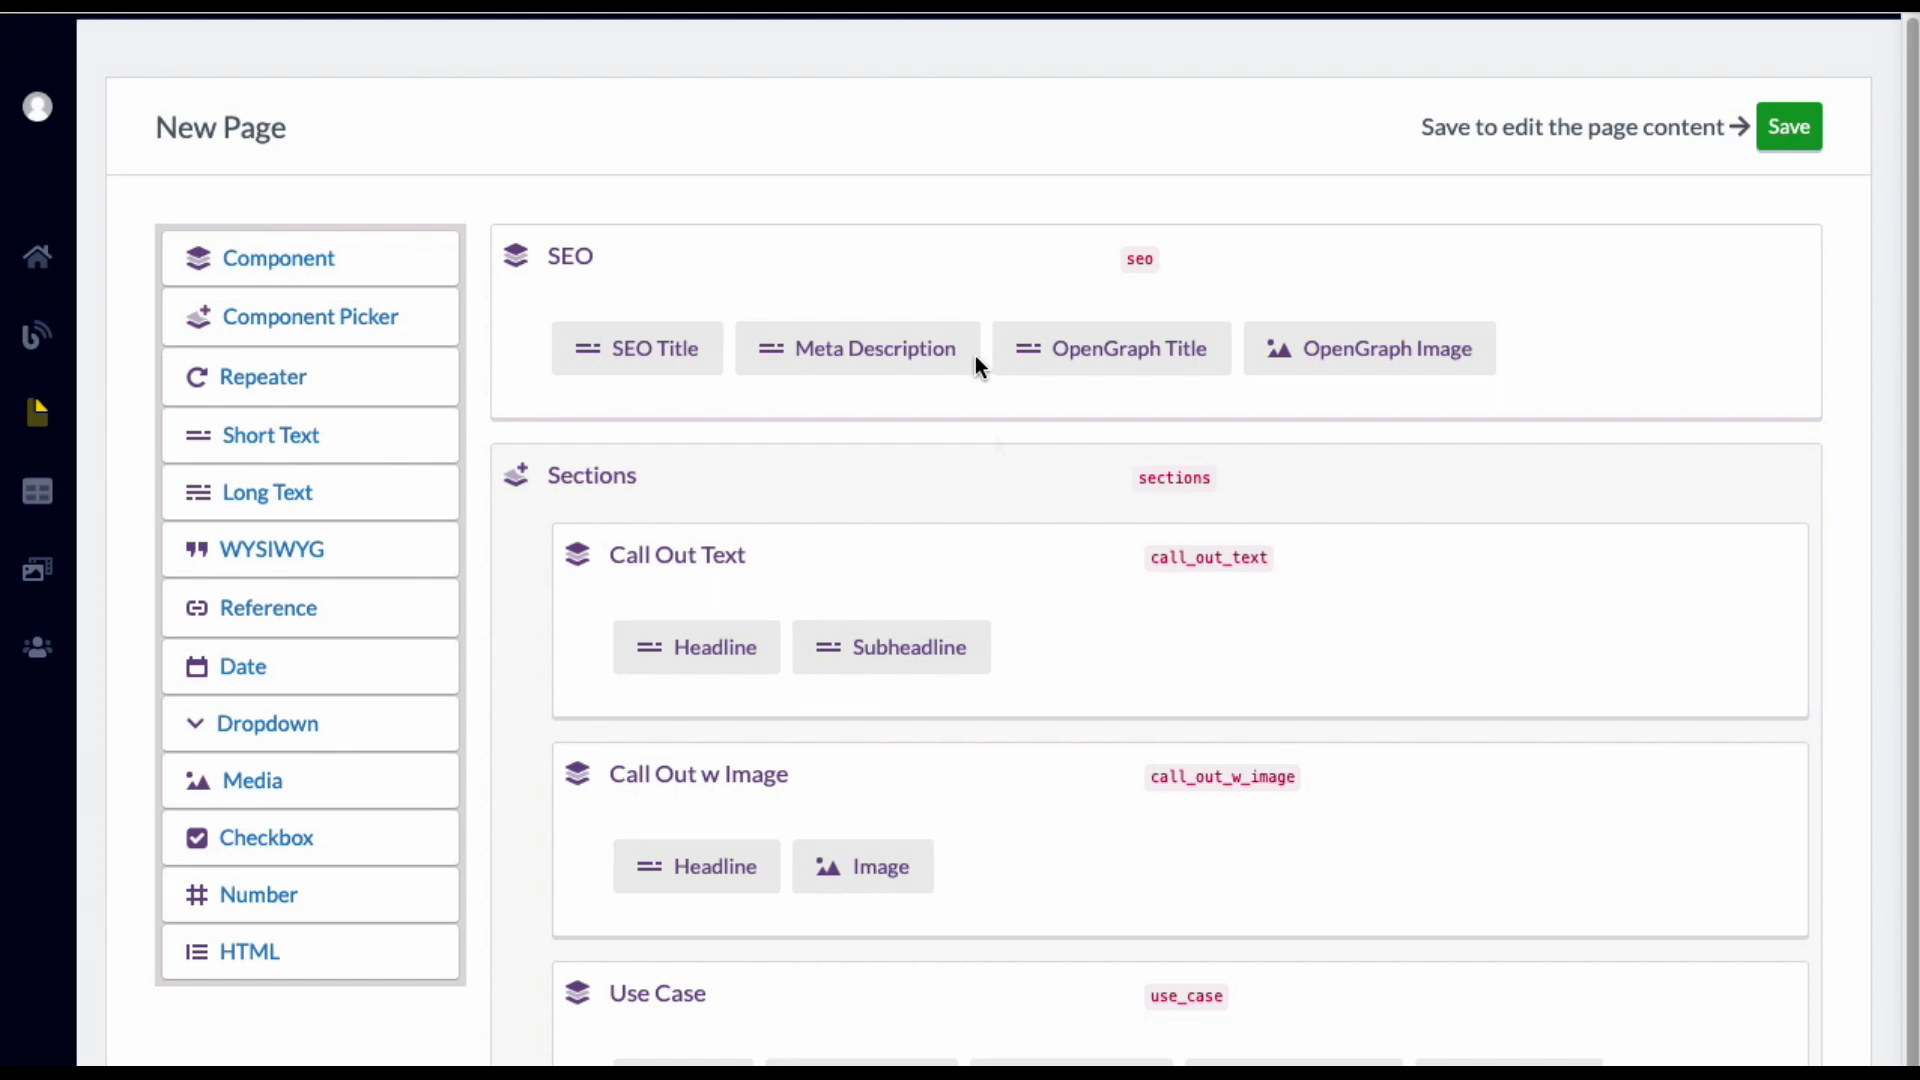 New Page
Save to edit the page content
Save
Component
Component Picker
Repeater
Short Text
Long Text
WYSIWYG
Reference
Date
Dropdown
Media
Checkbox
Number
HTML
SEO
seo
SEO Title
Meta Description
OpenGraph Title
OpenGraph Image
Sections
sections
Call Out Text
call_out_text
Headline
Subheadline
Call Out w Image
call_out_w_image
Headline
Image
Use Case
use_case